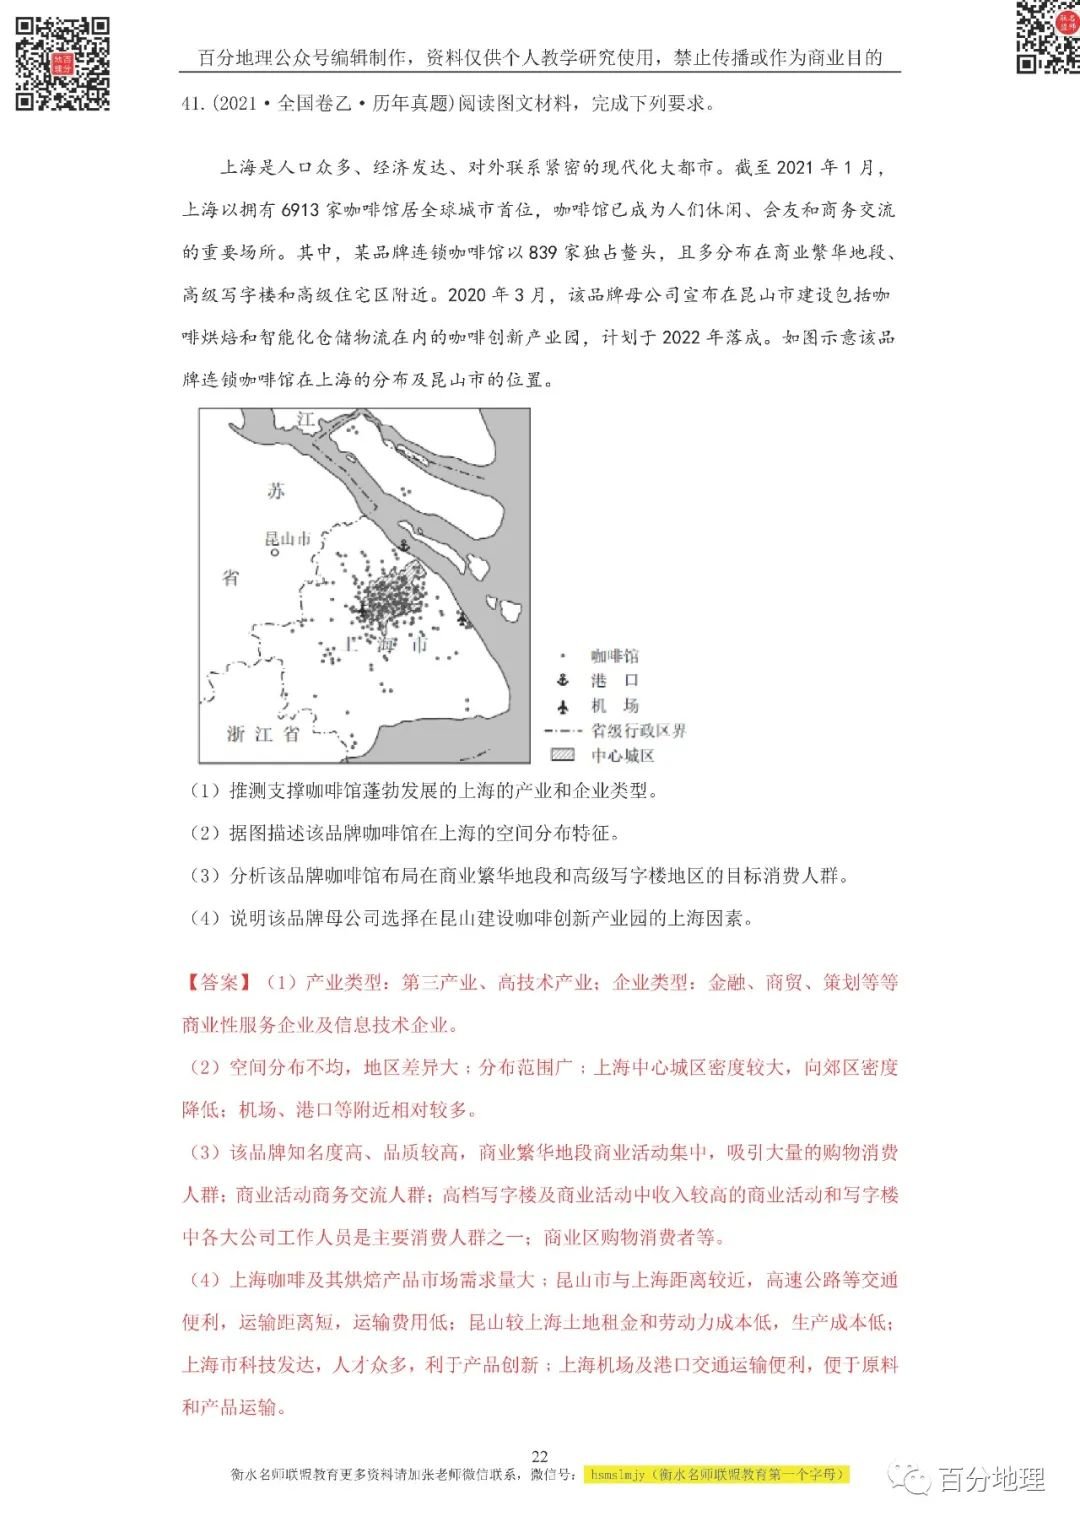 百分地理公众号编辑制作，资料仅供个人教学研究使用，禁止传播或作为商业目的
41.(2021·全国卷乙·历年真题)阅读图文材料，完成下列要求。
上海是人口众多、经济发达、对外联系紧密的现代化大都市。截至2021年1月，
上海以拥有6913家咖啡馆居全球城市首位，咖啡馆已成为人们休闲、会友和商务交流
的重要场所。其中，某品牌连锁咖啡馆以839家独占鳌头，且多分布在商业繁华地段、
高级写字楼和高级住宅区附近。2020年3月，该品牌母公司宣布在昆山市建设包括咖
啡烘焙和智能化仓储物流在内的咖啡创新产业园，计划于2022年落成。如图示意该品
牌连锁咖啡馆在上海的分布及昆山市的位置。
江
苏
昆山市
省
上海市
浙江省
咖啡馆
港口
机场
省级行政区界
中心城区
（1）推测支撑咖啡馆蓬勃发展的上海的产业和企业类型。
（2）据图描述该品牌咖啡馆在上海的空间分布特征。
（3）分析该品牌咖啡馆布局在商业繁华地段和高级写字楼地区的目标消费人群。
（4）说明该品牌母公司选择在昆山建设咖啡创新产业园的上海因素。
【答案】（1）产业类型：第三产业、高技术产业；企业类型：金融、商贸、策划等等
商业性服务企业及信息技术企业。
（2）空间分布不均，地区差异大；分布范围广；上海中心城区密度较大，向郊区密度
降低；机场、港口等附近相对较多。
（3）该品牌知名度高、品质较高，商业繁华地段商业活动集中，吸引大量的购物消费
人群；商业活动商务交流人群；高档写字楼及商业活动中收入较高的商业活动和写字楼
中各大公司工作人员是主要消费人群之一；商业区购物消费者等。
（4）上海咖啡及其烘焙产品市场需求量大；昆山市与上海距离较近，高速公路等交通
便利，运输距离短，运输费用低；昆山较上海土地租金和劳动力成本低，生产成本低；
上海市科技发达，人才众多，利于产品创新；上海机场及港口交通运输便利，便于原料
和产品运输。
22
衡水名师联盟教育更多资料请加张老师微信联系，微信号： hsmslmjy（衡水名师联盟教育第一个字母）
百分地理